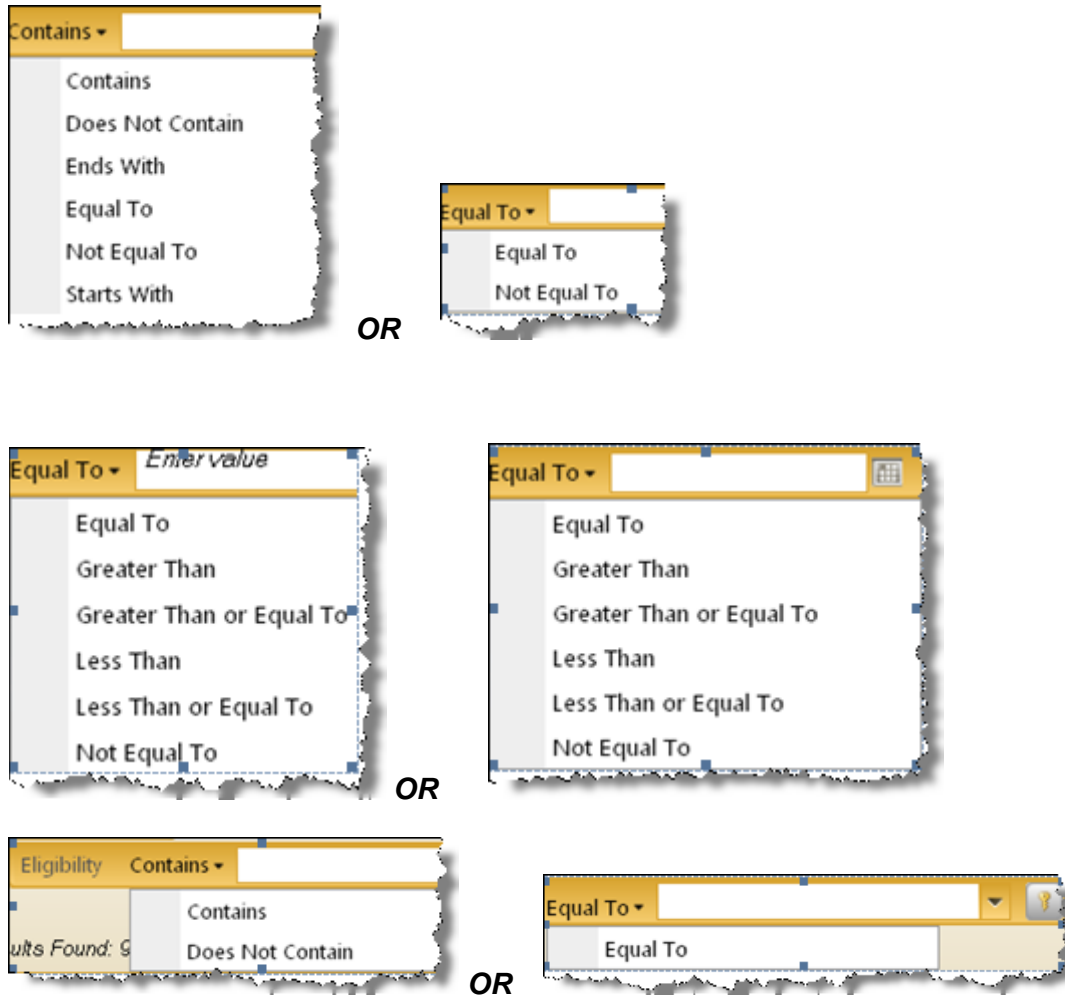 Contains
Contains
Does Not Contain
Ends With
Equal To
Not Equal To
Starts With
OR
Equal To
Equal To
Not Equal To
Equal To Enter value
Equal To
Greater Than
Greater Than or Equal To
Less Than
Less Than or Equal To
Not Equal To
OR
Equal To
Equal To
Greater Than
Greater Than or Equal To
Less Than
Less Than or Equal To
Not Equal To
Eligibility Contains
Contains
ults Found: 9 Does Not Contain
OR
Equal To
Equal To